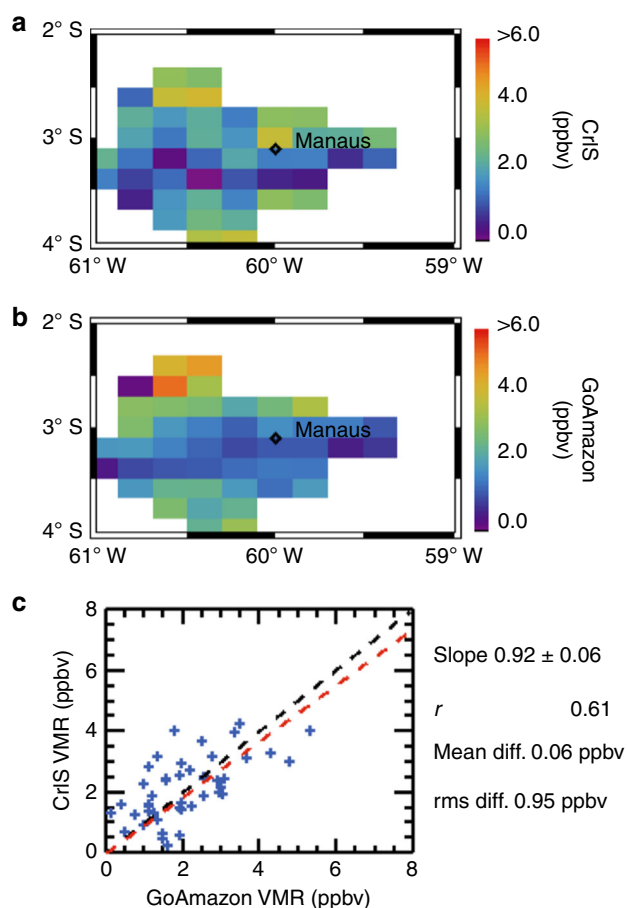 a
2° S
3° S
4° S
61° W
60° W
59° W
Manaus
>6.0
4.0
2.0
0.0
CrIS
(ppbv)
b
2° S
3° S
4° S
61° W
60° W
59° W
Manaus
>6.0
4.0
2.0
0.0
GoAmazon
(ppbv)
c
8
6
4
2
0
CrIS VMR (ppbv)
0
2
4
6
8
GoAmazon VMR (ppbv)
Slope 0.92 ± 0.06
r 0.61
Mean diff. 0.06 ppbv
rms diff. 0.95 ppbv